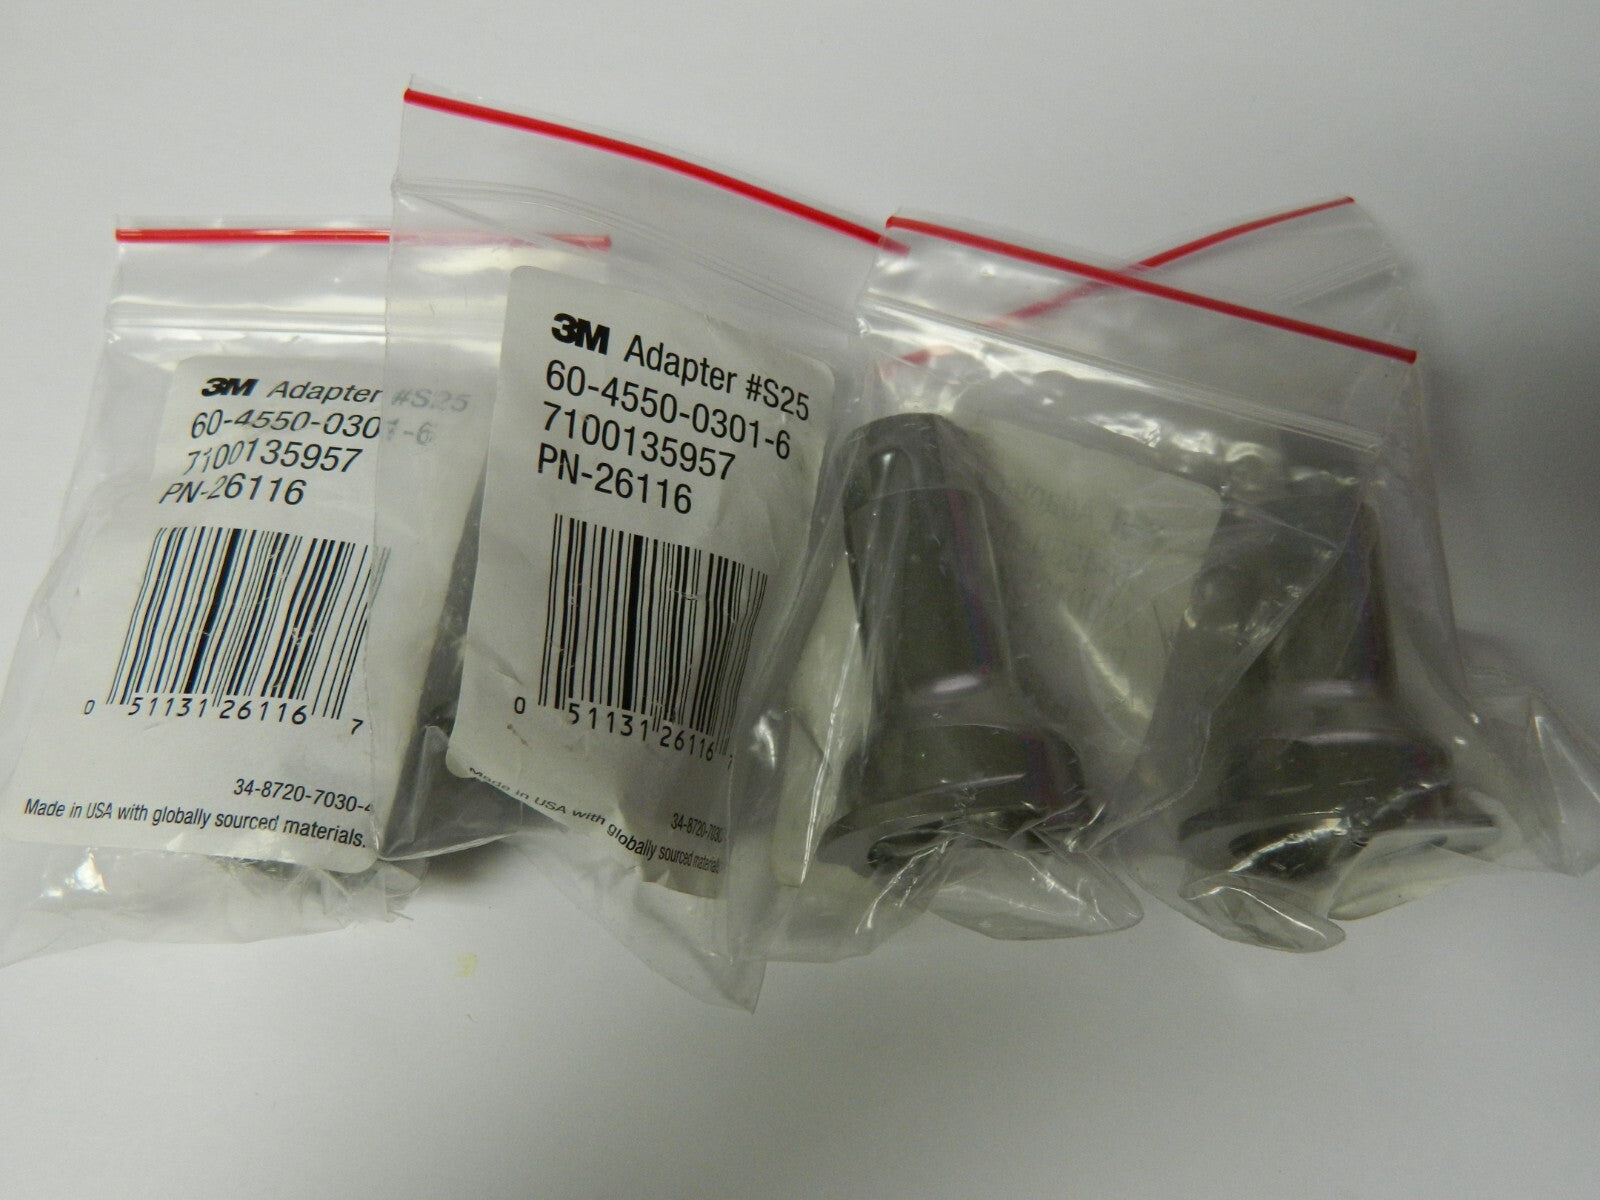 3M Adapter #S25
60-4550-0301-6
7100135957
PN-26116
0 51131 26116 7
34-8720-7030-4
Made in USA with globally sourced materials.
3M Adapter #S25
60-4550-0301-6
7100135957
PN-26116
0 51131 26116 7
34-8720-7030-
Made in USA with globally sourced materials